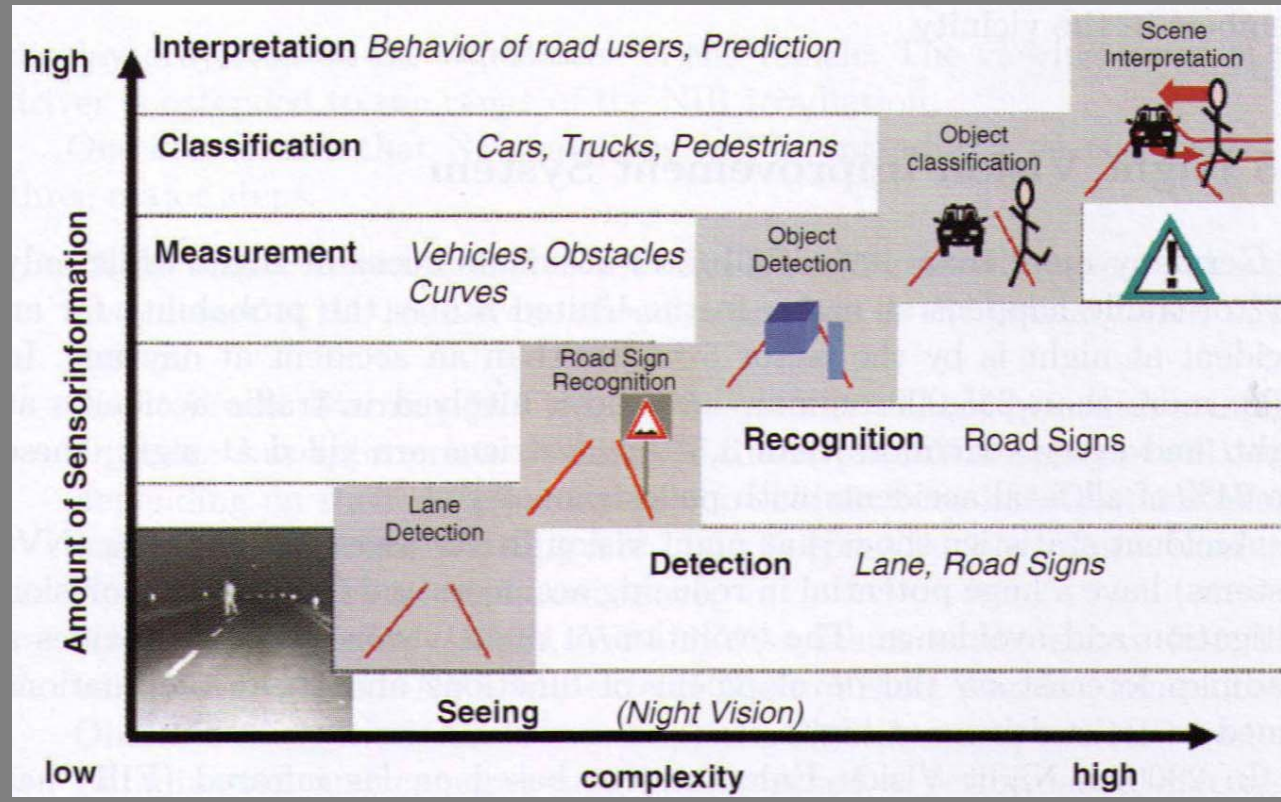 high
Interpretation Behavior of road users, Prediction
Scene
Interpretation
Classification Cars, Trucks, Pedestrians
Object
classification
Measurement Vehicles, Obstacles
Curves
Object
Detection
Road Sign
Recognition
Recognition Road Signs
Lane
Detection
Detection Lane, Road Signs
Seeing (Night Vision)
Amount of Sensorinformation
low
complexity
high